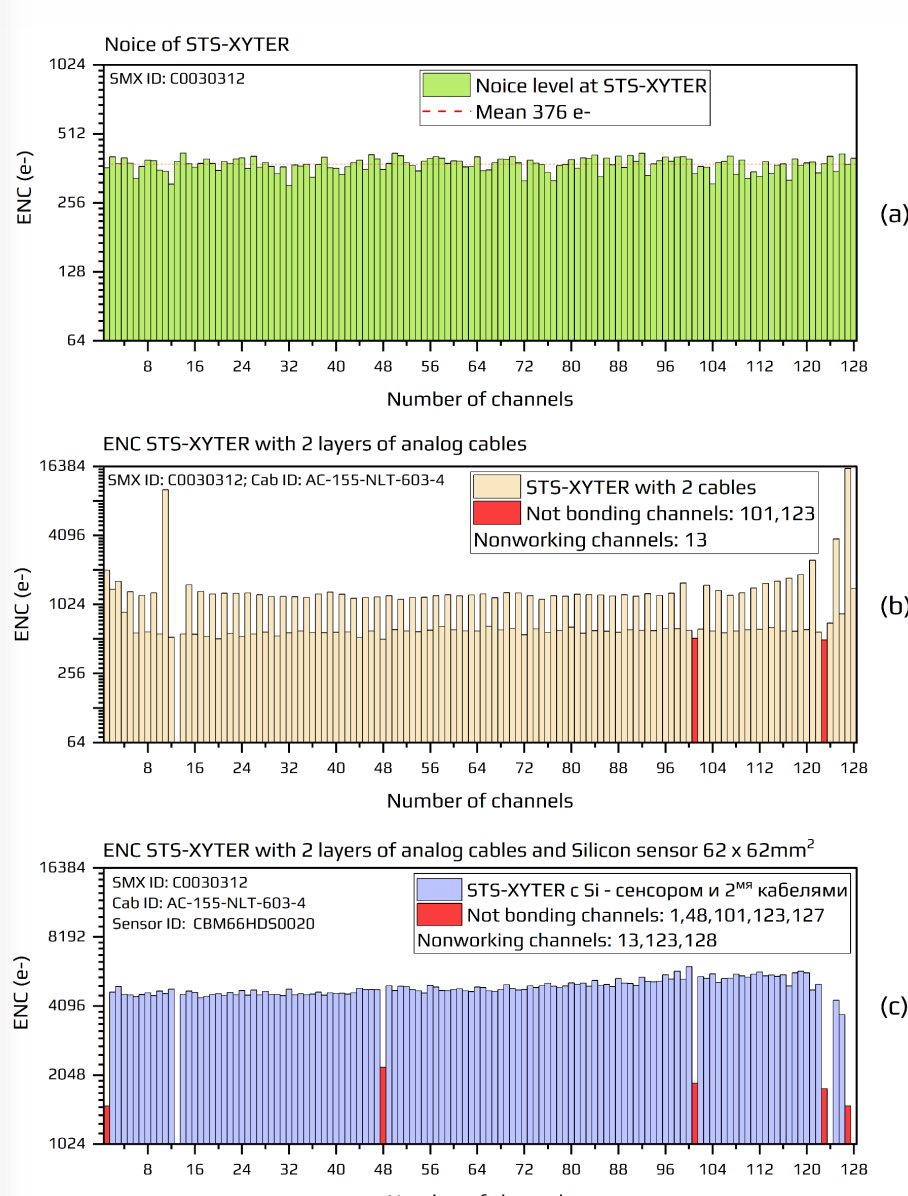 Noice of STS-XYTER
1024
512
256
128
64
ENC (e-)
SMX ID: C0030312
Noice level at STS-XYTER
Mean 376 e-
(a)
8 16 24 32 40 48 56 64 72 80 88 96 104 112 120 128
Number of channels
ENC STS-XYTER with 2 layers of analog cables
16384
4096
1024
256
64
ENC (e-)
SMX ID: C0030312; Cab ID: AC-155-NLT-603-4
STS-XYTER with 2 cables
Not bonding channels: 101,123
Nonworking channels: 13
(b)
8 16 24 32 40 48 56 64 72 80 88 96 104 112 120 128
Number of channels
ENC STS-XYTER with 2 layers of analog cables and Silicon sensor 62 x 62mm²
16384
8192
4096
2048
1024
ENC (e-)
SMX ID: C0030312
Cab ID: AC-155-NLT-603-4
Sensor ID: CBM66HDS0020
STS-XYTER с Si - сенсором и 2ᴹᵃ кабелями
Not bonding channels: 1,48,101,123,127
Nonworking channels: 13,123,128
(c)
8 16 24 32 40 48 56 64 72 80 88 96 104 112 120 128